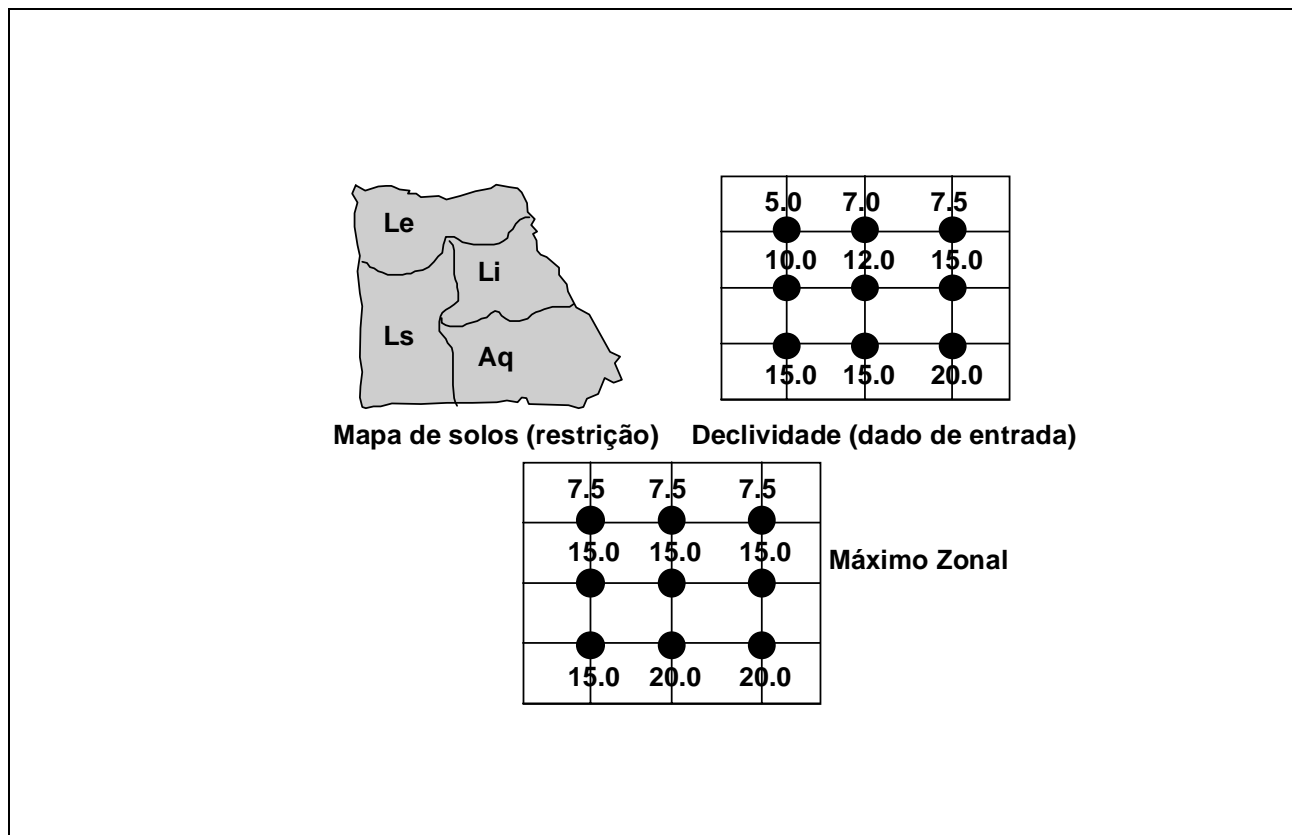 Le
Li
Ls
Aq
5.0 7.0 7.5
10.0 12.0 15.0
15.0 15.0 20.0
Mapa de solos (restrição) Declividade (dado de entrada)
7.5 7.5 7.5
15.0 15.0 15.0
Máximo Zonal
15.0 20.0 20.0